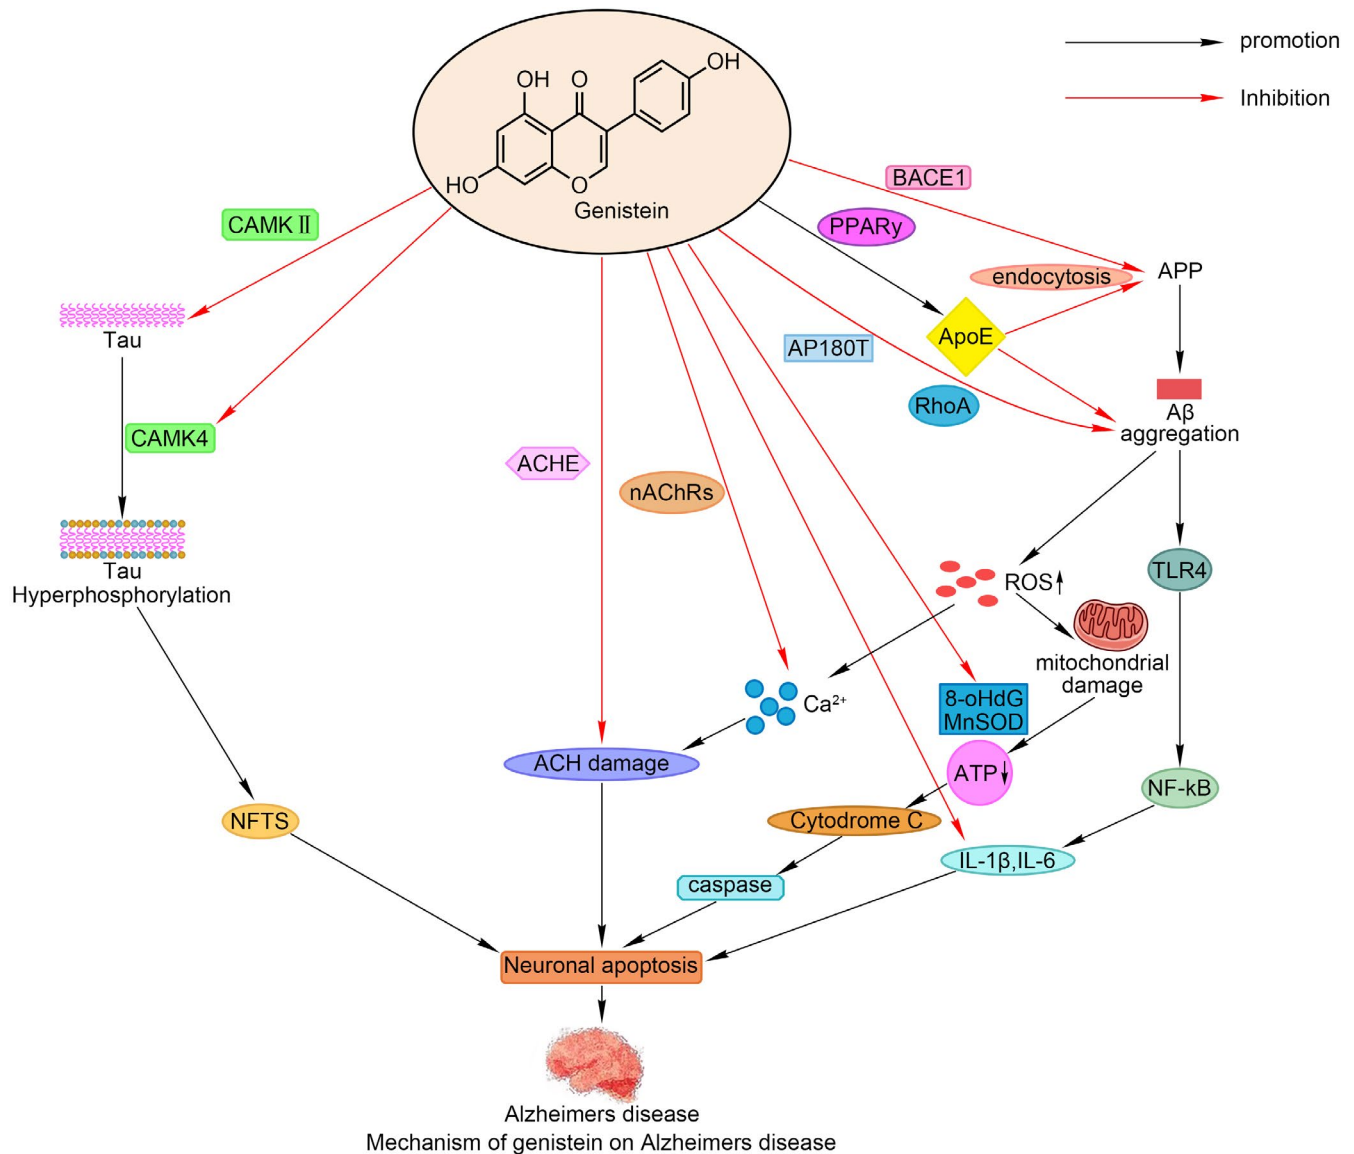 promotion
Inhibition
OH
O
OH
HO
O
Genistein
BACE1
CAMK Ⅱ
PPARy
endocytosis
APP
Tau
AP180T
ApoE
RhoA
Aβ
aggregation
CAMK4
ACHE
nAChRs
Tau
Hyperphosphorylation
ROS↑
TLR4
mitochondrial
damage
Ca²⁺
8-oHdG
MnSOD
ACH damage
ATP↓
NF-kB
NFTS
Cytodrome C
IL-1β,IL-6
caspase
Neuronal apoptosis
Alzheimers disease
Mechanism of genistein on Alzheimers disease